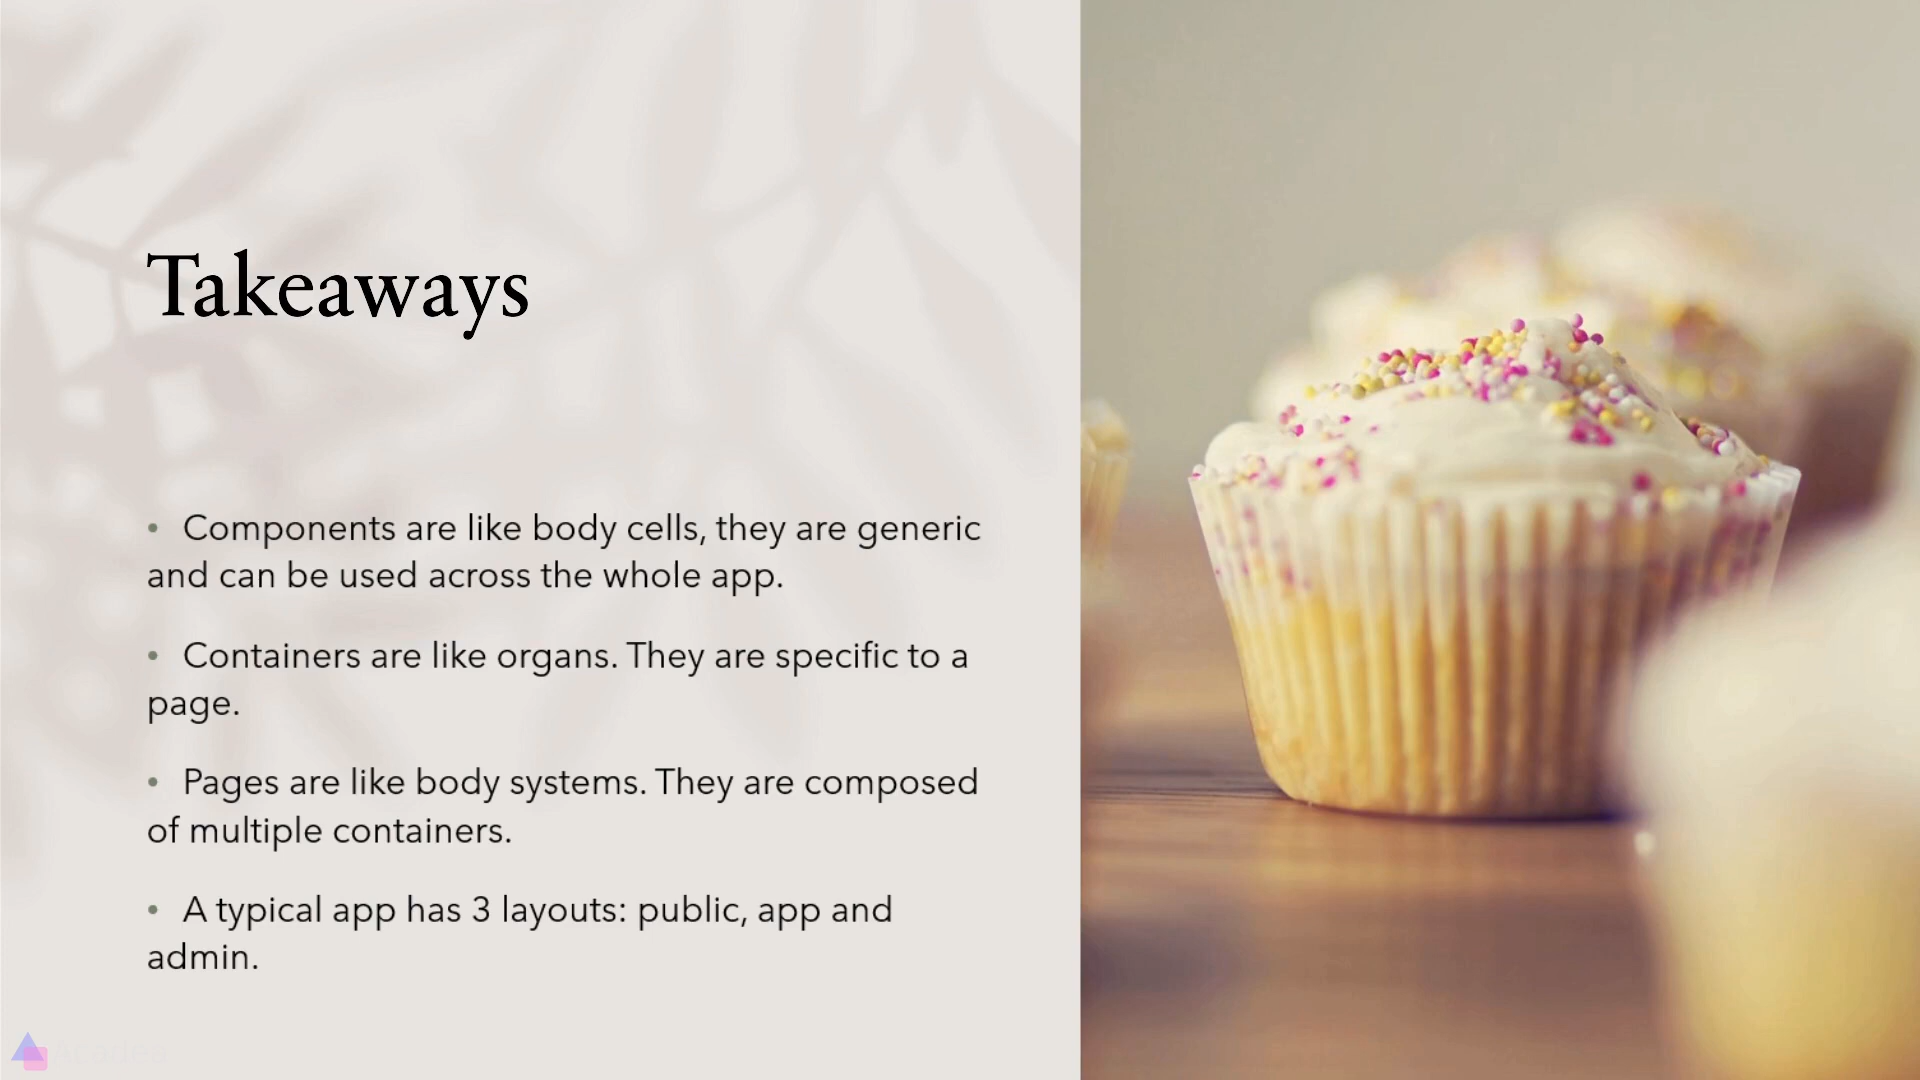 Takeaways
• Components are like body cells, they are generic
and can be used across the whole app.
• Containers are like organs. They are specific to a
page.
• Pages are like body systems. They are composed
of multiple containers.
• A typical app has 3 layouts: public, app and
admin.